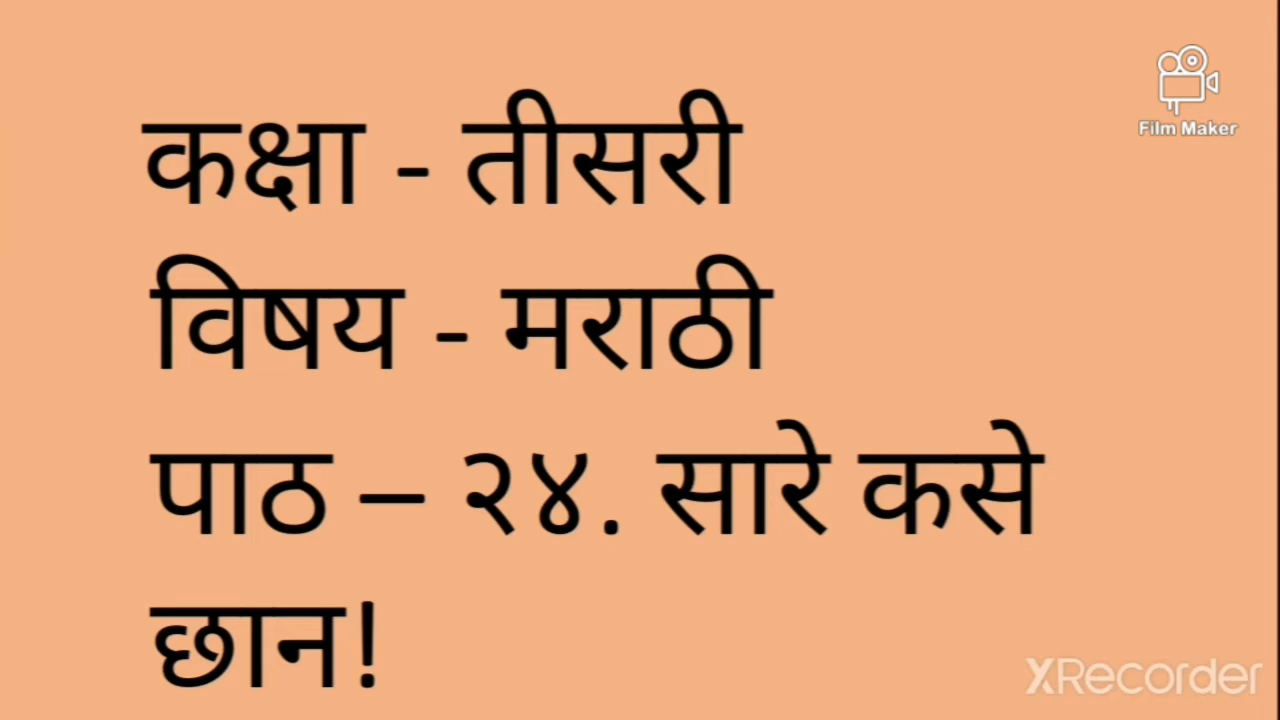 Film Maker
कक्षा - तीसरी
विषय - मराठी
पाठ – २४. सारे कसे
छान!
XRecorder